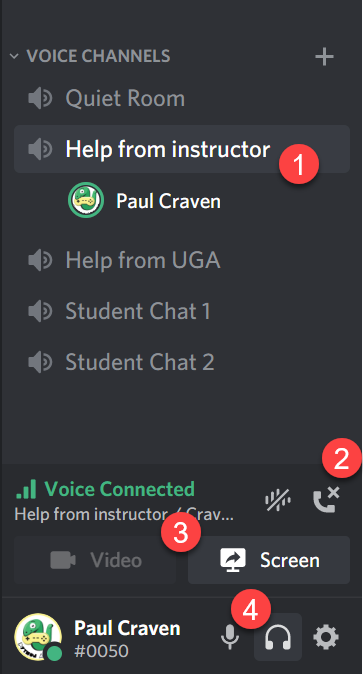 VOICE CHANNELS
Quiet Room
Help from instructor
1
Paul Craven
Help from UGA
Student Chat 1
Student Chat 2
2
Voice Connected
Help from instructor / Crav...
3
Video
Screen
4
Paul Craven
#0050